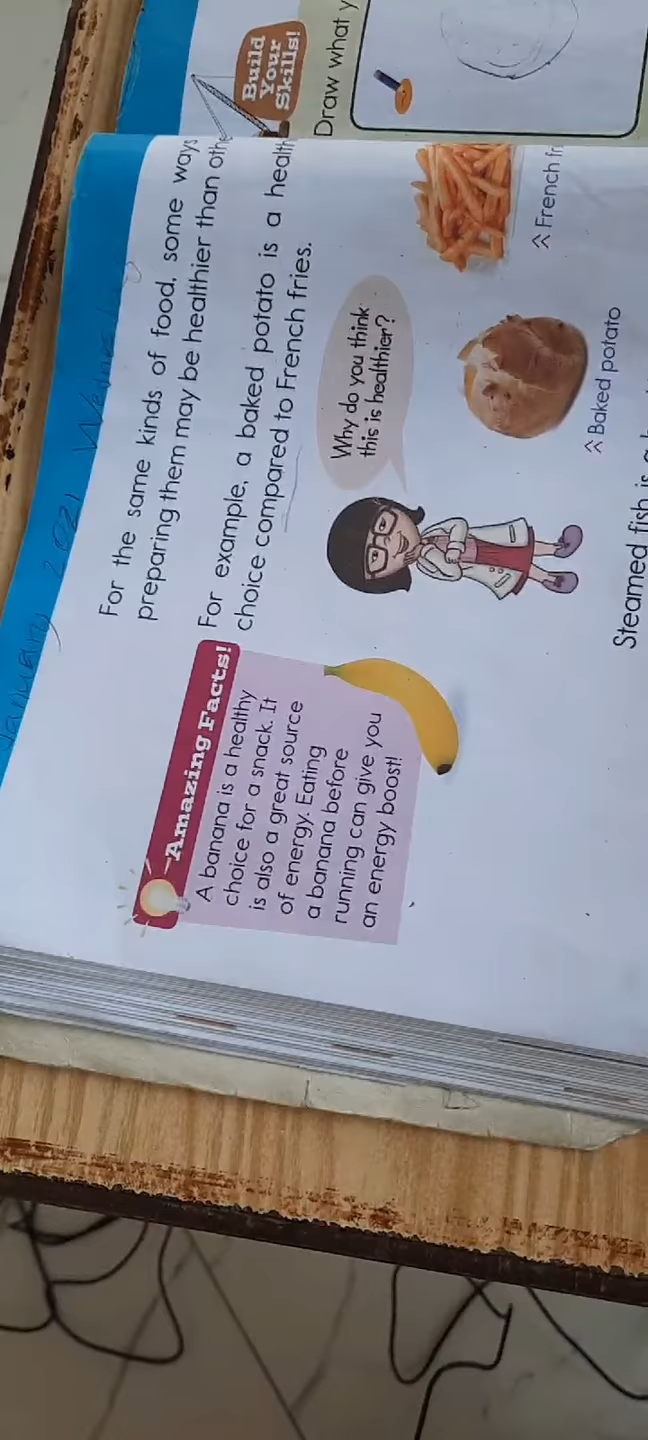 January 2021
For the same kinds of food, some ways
preparing them may be healthier than
For example, a baked potato is a
choice compared to French fries.
Amazing Facts!
A banana is a healthy
choice for a snack. It
is also a great source
of energy. Eating
a banana before
running can give you
an energy boost!
Why do you think
this is healthier?
Baked potato
French
Steamed fish is
Build
Your
Skills!
Draw what